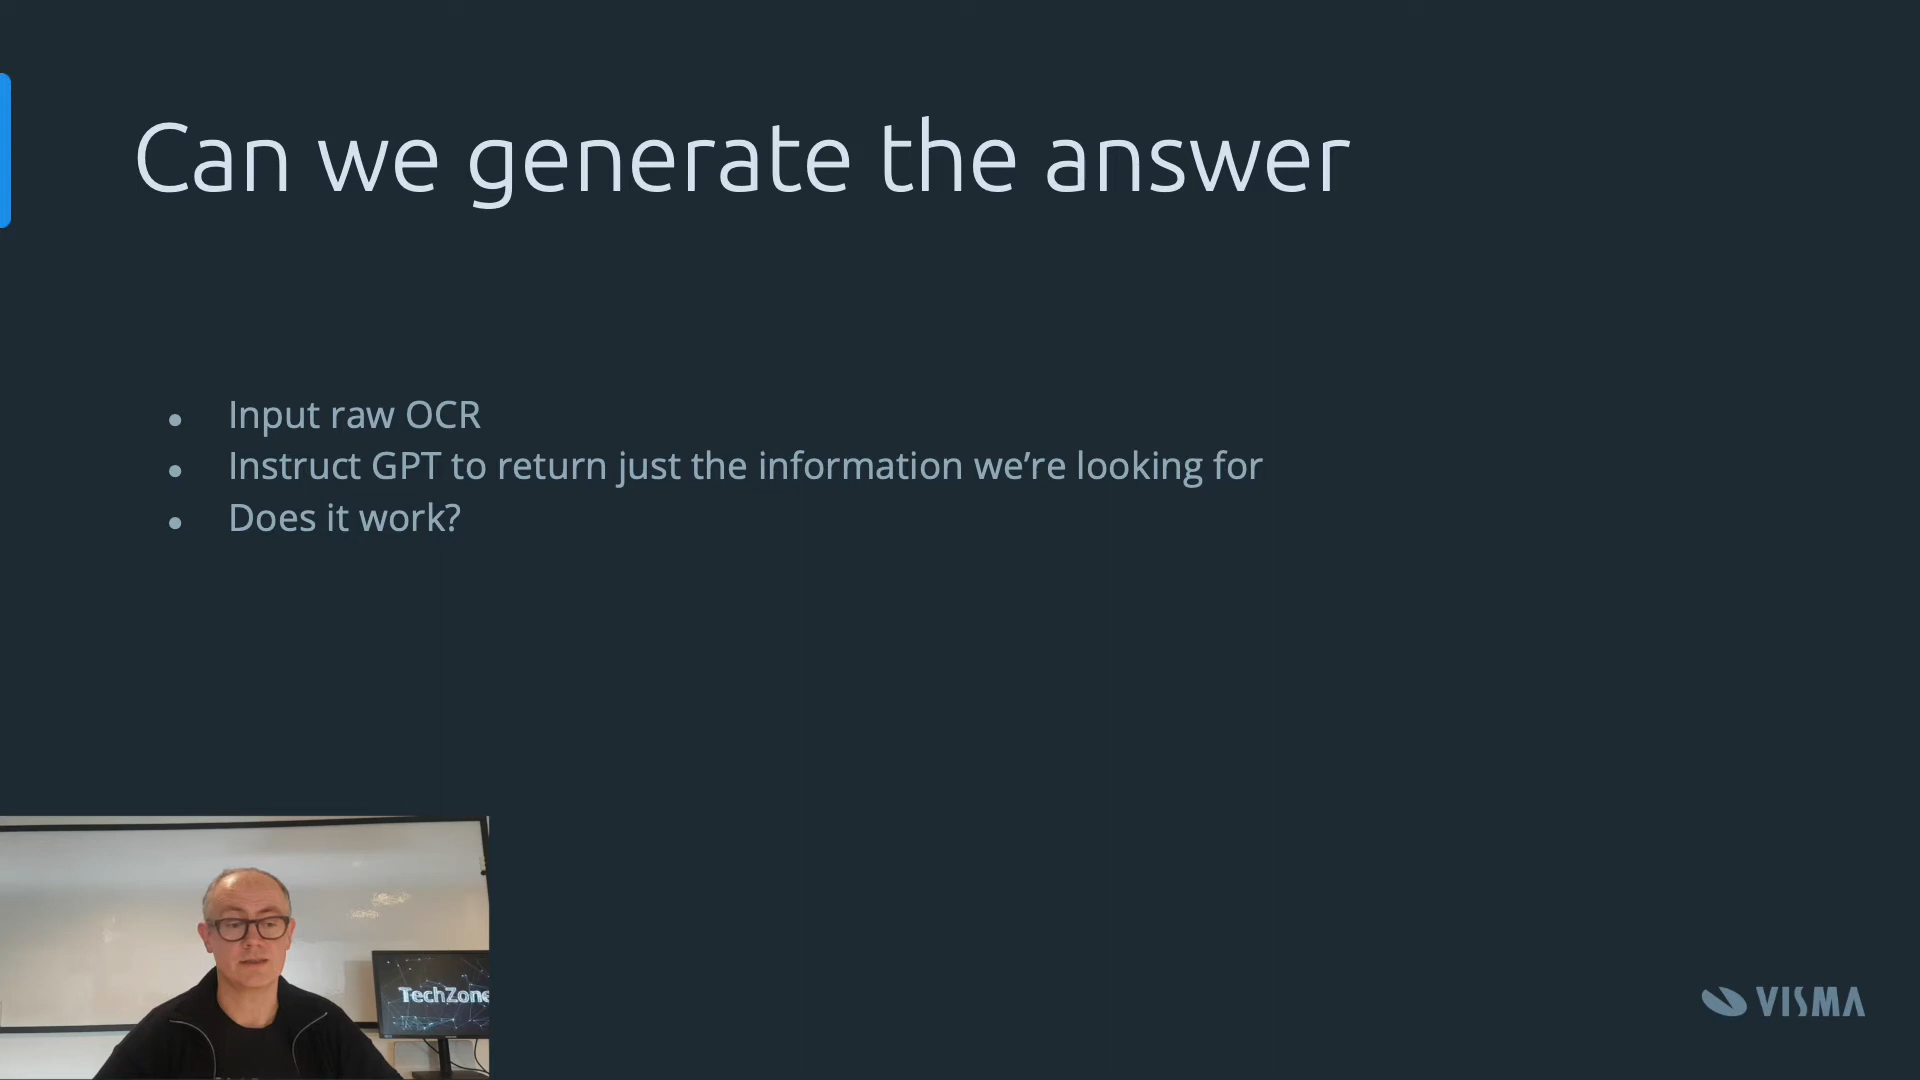 Can we generate the answer
• Input raw OCR
• Instruct GPT to return just the information we’re looking for
• Does it work?
TechZone
VISMA